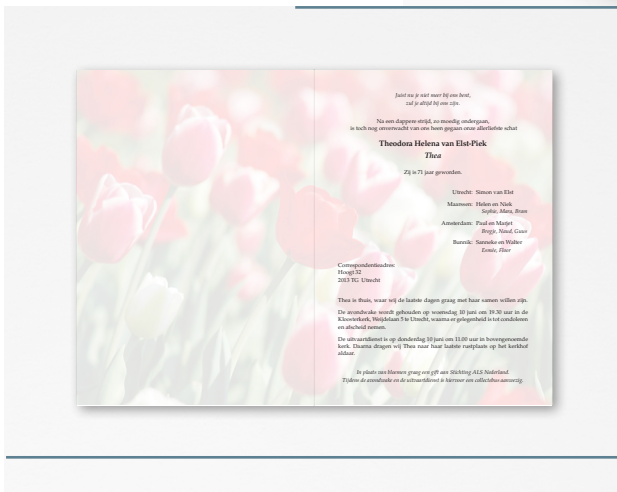 Juist nu je niet meer bij ons bent,
zul je altijd bij ons zijn.
Na een dappere strijd, zo moedig ondergaan,
is toch nog onverwacht van ons heen gegaan onze allerliefste schat
Theodora Helena van Elst-Piek
Thea
Zij is 71 jaar geworden.
Utrecht: Simon van Elst
Maarssen: Helen en Niek
Sophie, Mats, Bram
Amsterdam: Paul en Marjet
Bregje, Naud, Guus
Bunnik: Sanneke en Walter
Eemée, Fleer
Correspondentieadres:
Hoogt 32
2013 TG Utrecht
Thea is thuis, waar wij de laatste dagen graag met haar samen willen zijn.
De avondwake wordt gehouden op woensdag 10 juni om 19.30 uur in de
Kloosterkerk, Weijdelaan 5 te Utrecht, waarna er gelegenheid is tot condoleren
en afscheid nemen.
De uitvaartdienst is op donderdag 10 juni om 11.00 uur in bovengenoemde
kerk. Daarna dragen wij Thea naar haar laatste rustplaats op het kerkhof
aldaar.
In plaats van bloemen graag een gift aan Stichting ALS Nederland.
Tijdens de avondwake en de uitvaartdienst is hiervoor een collectebus aanwezig.